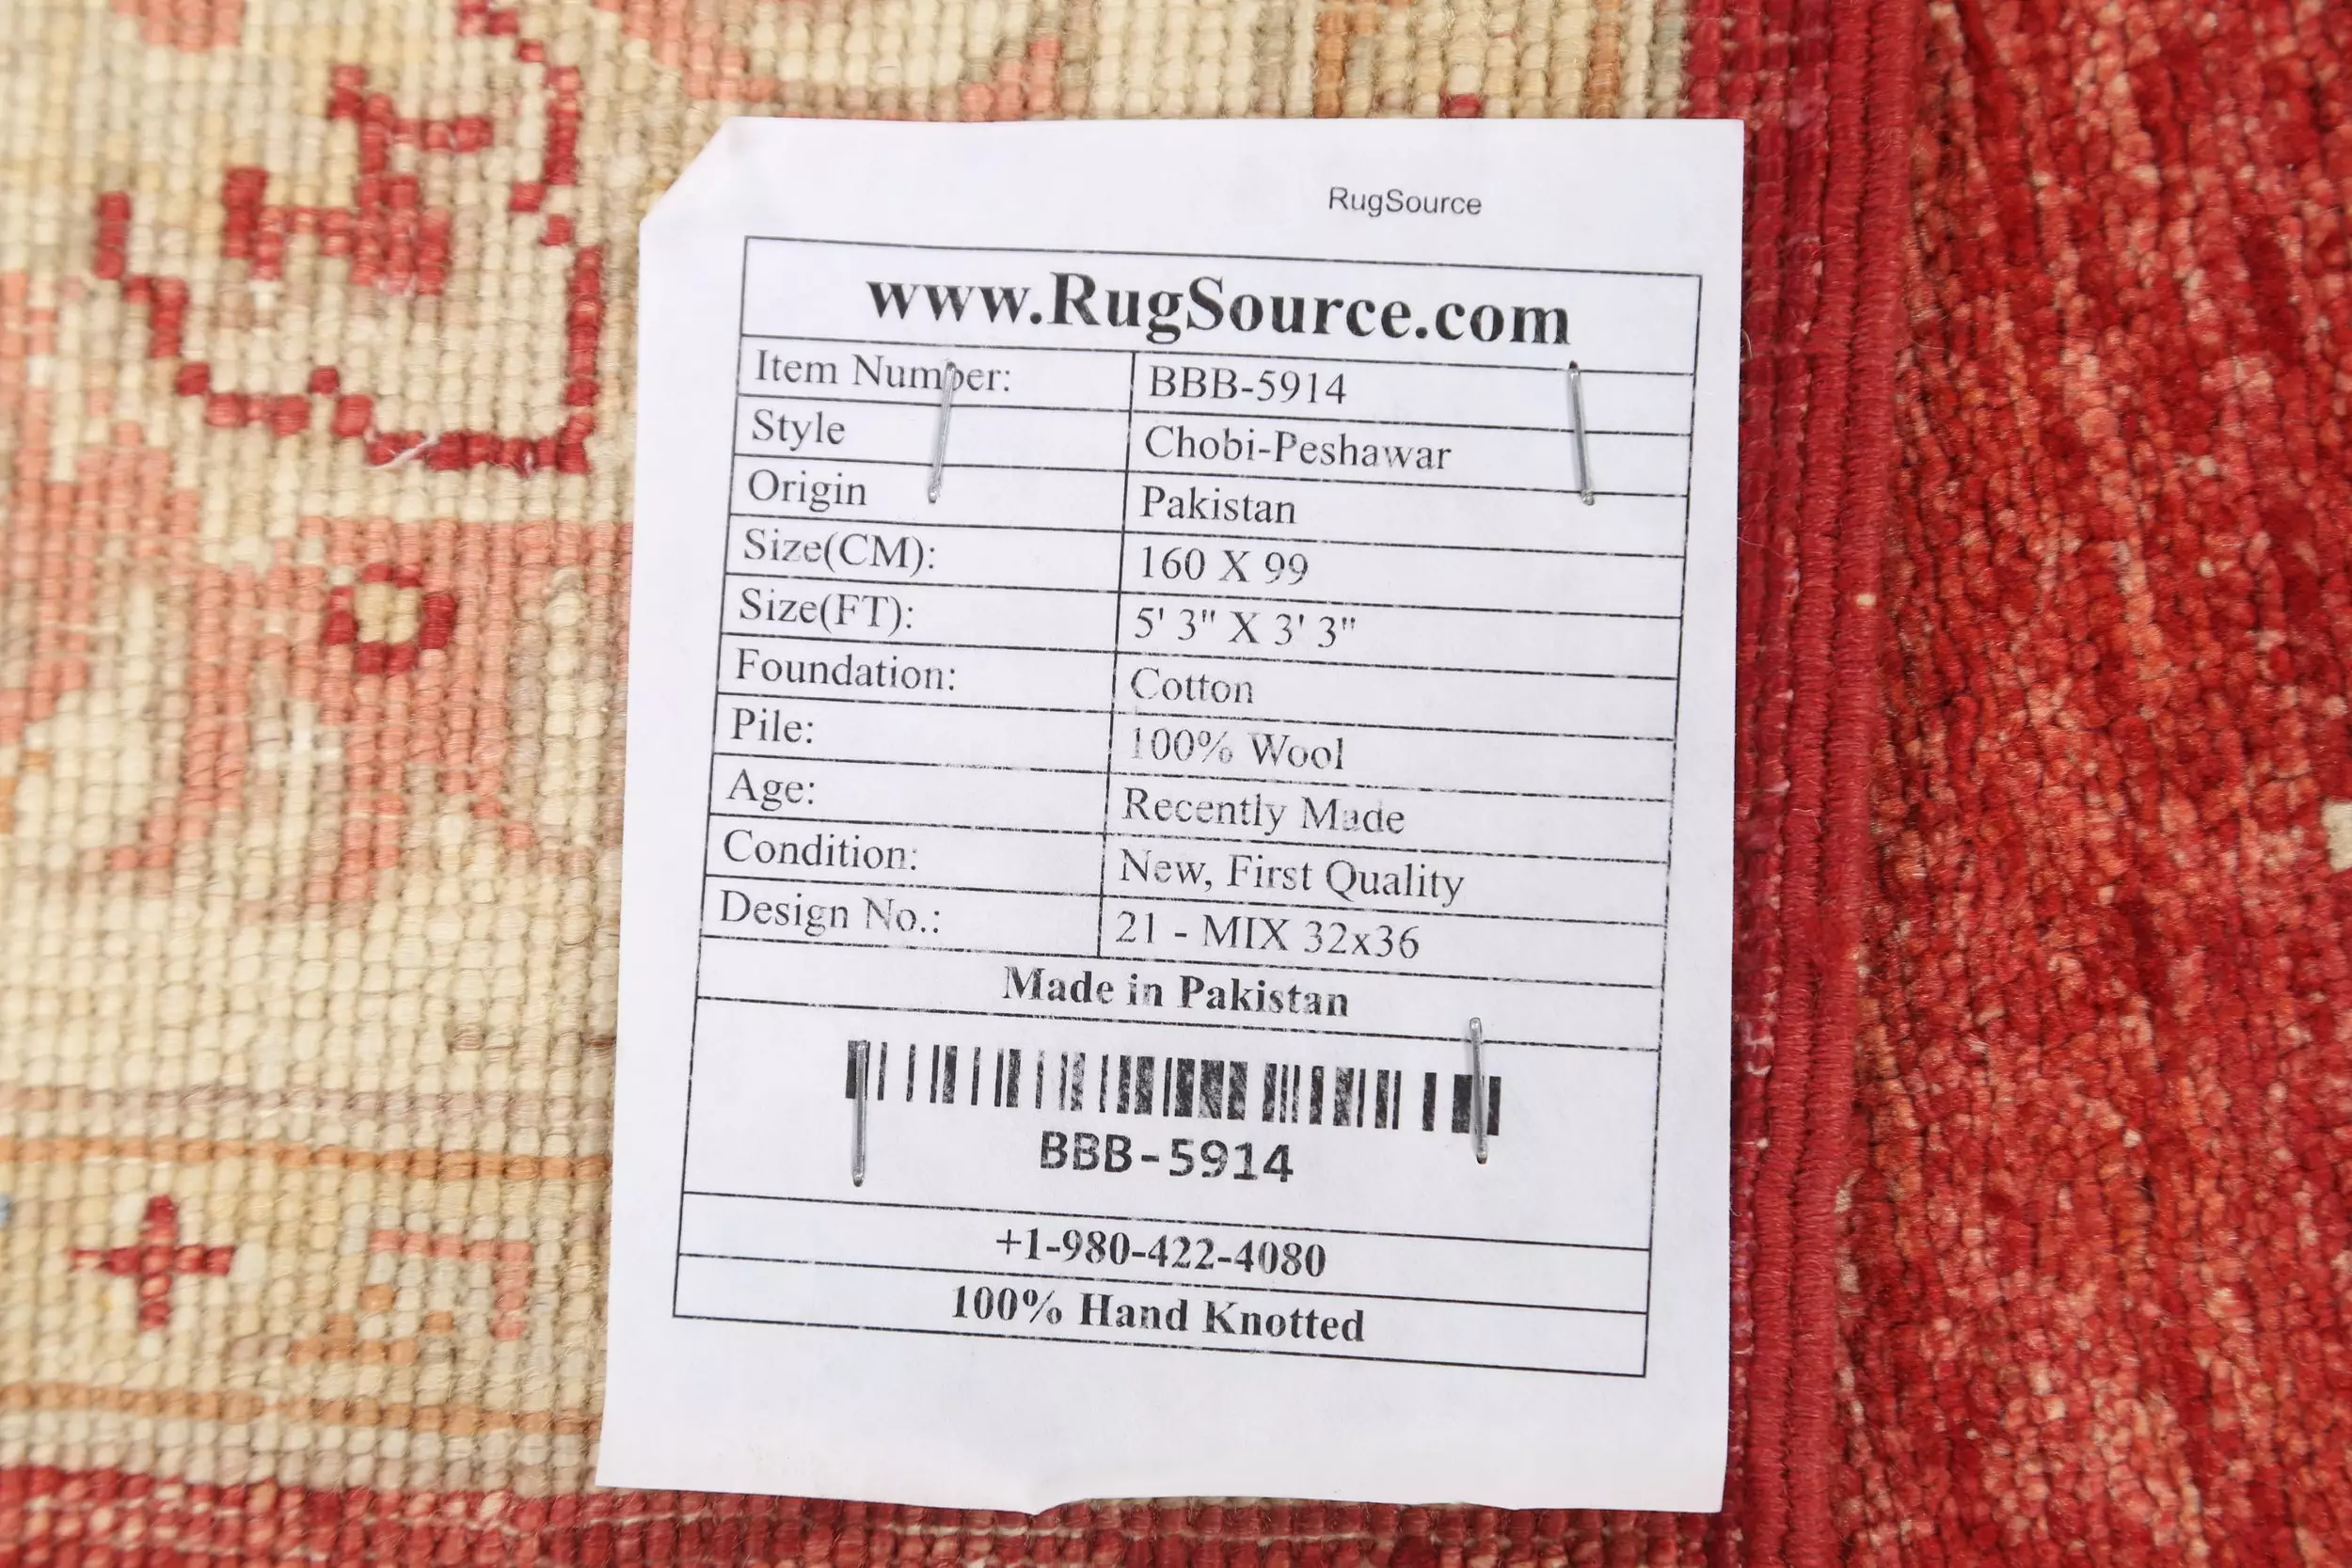 RugSource
www.RugSource.com
Item Number: BBB-5914
Style Chobi-Peshawar
Origin Pakistan
Size(CM): 160 X 99
Size(FT): 5' 3" X 3' 3"
Foundation: Cotton
Pile: 100% Wool
Age: Recently Made
Condition: New, First Quality
Design No.: 21 - MIX 32x36
Made in Pakistan
BBB-5914
+1-980-422-4080
100% Hand Knotted